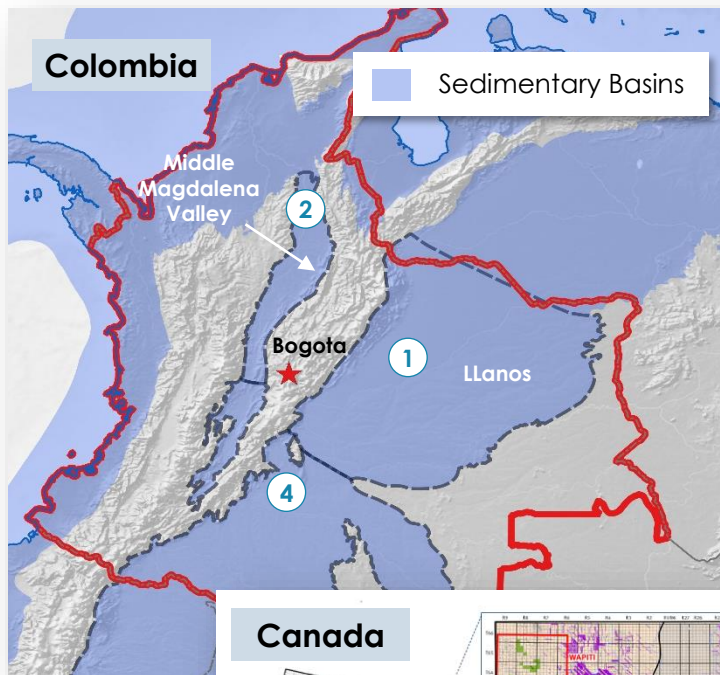 Colombia
Sedimentary Basins
Middle
Magdalena
Valley
2
Bogota
1
LLanos
4
Canada
WAPITI